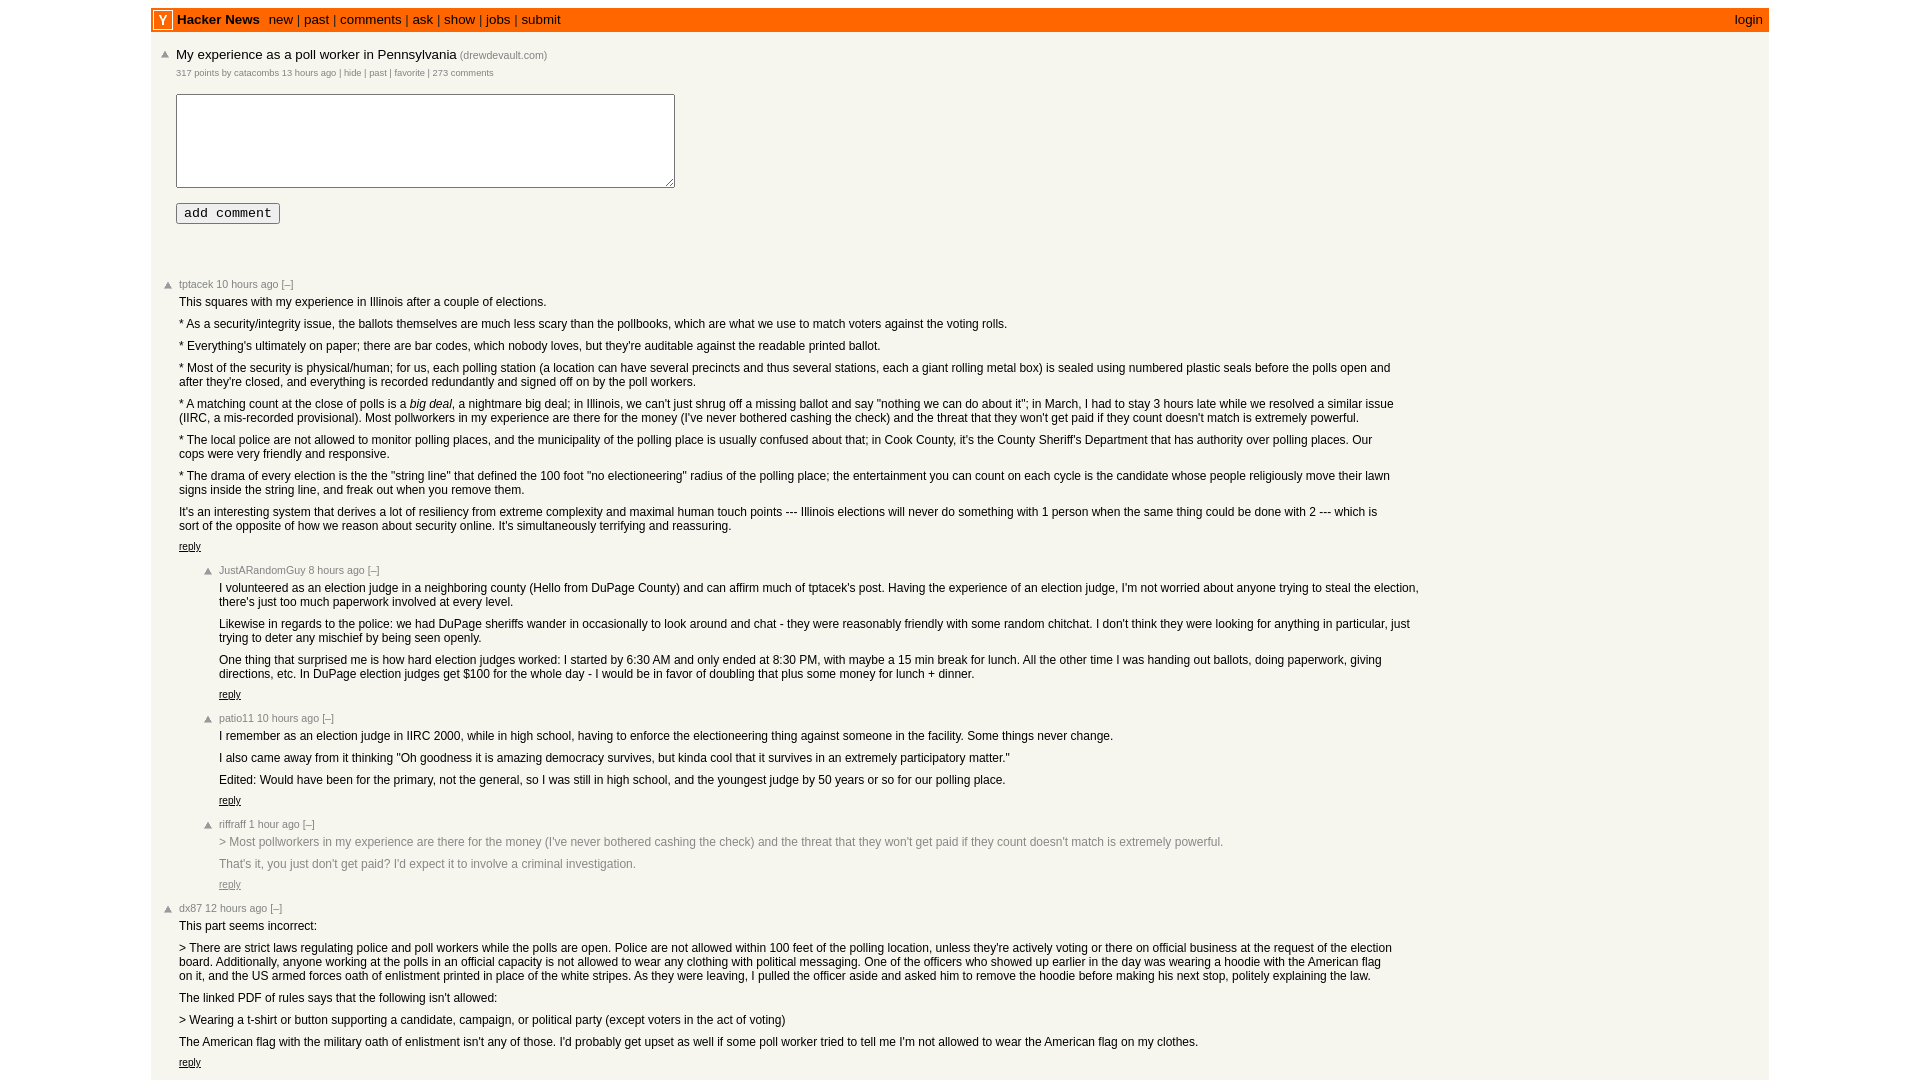 Y Hacker News new | past | comments | ask | show | jobs | submit login
My experience as a poll worker in Pennsylvania (drewdevault.com)
317 points by catacombs 13 hours ago | hide | past | favorite | 273 comments
add comment
tptacek 10 hours ago [–]
This squares with my experience in Illinois after a couple of elections.
* As a security/integrity issue, the ballots themselves are much less scary than the pollbooks, which are what we use to match voters against the voting rolls.
* Everything's ultimately on paper; there are bar codes, which nobody loves, but they're auditable against the readable printed ballot.
* Most of the security is physical/human; for us, each polling station (a location can have several precincts and thus several stations, each a giant rolling metal box) is sealed using numbered plastic seals before the polls open and
after they're closed, and everything is recorded redundantly and signed off on by the poll workers.
* A matching count at the close of polls is a big deal, a nightmare big deal; in Illinois, we can't just shrug off a missing ballot and say "nothing we can do about it"; in March, I had to stay 3 hours late while we resolved a similar issue
(IIRC, a mis-recorded provisional). Most pollworkers in my experience are there for the money (I've never bothered cashing the check) and the threat that they won't get paid if they count doesn't match is extremely powerful.
* The local police are not allowed to monitor polling places, and the municipality of the polling place is usually confused about that; in Cook County, it's the County Sheriff's Department that has authority over polling places. Our
cops were very friendly and responsive.
* The drama of every election is the the "string line" that defined the 100 foot "no electioneering" radius of the polling place; the entertainment you can count on each cycle is the candidate whose people religiously move their lawn
signs inside the string line, and freak out when you remove them.
It's an interesting system that derives a lot of resiliency from extreme complexity and maximal human touch points --- Illinois elections will never do something with 1 person when the same thing could be done with 2 --- which is
sort of the opposite of how we reason about security online. It's simultaneously terrifying and reassuring.
reply
JustARandomGuy 8 hours ago [–]
I volunteered as an election judge in a neighboring county (Hello from DuPage County) and can affirm much of tptacek's post. Having the experience of an election judge, I'm not worried about anyone trying to steal the election,
there's just too much paperwork involved at every level.
Likewise in regards to the police: we had DuPage sheriffs wander in occasionally to look around and chat - they were reasonably friendly with some random chitchat. I don't think they were looking for anything in particular, just
trying to deter any mischief by being seen openly.
One thing that surprised me is how hard election judges worked: I started by 6:30 AM and only ended at 8:30 PM, with maybe a 15 min break for lunch. All the other time I was handing out ballots, doing paperwork, giving
directions, etc. In DuPage election judges get $100 for the whole day - I would be in favor of doubling that plus some money for lunch + dinner.
reply
patio11 10 hours ago [–]
I remember as an election judge in IIRC 2000, while in high school, having to enforce the electioneering thing against someone in the facility. Some things never change.
I also came away from it thinking "Oh goodness it is amazing democracy survives, but kinda cool that it survives in an extremely participatory matter."
Edited: Would have been for the primary, not the general, so I was still in high school, and the youngest judge by 50 years or so for our polling place.
reply
riffraff 1 hour ago [–]
> Most pollworkers in my experience are there for the money (I've never bothered cashing the check) and the threat that they won't get paid if they count doesn't match is extremely powerful.
That's it, you just don't get paid? I'd expect it to involve a criminal investigation.
reply
dx87 12 hours ago [–]
This part seems incorrect:
> There are strict laws regulating police and poll workers while the polls are open. Police are not allowed within 100 feet of the polling location, unless they're actively voting or there on official business at the request of the election
board. Additionally, anyone working at the polls in an official capacity is not allowed to wear any clothing with political messaging. One of the officers who showed up earlier in the day was wearing a hoodie with the American flag
on it, and the US armed forces oath of enlistment printed in place of the white stripes. As they were leaving, I pulled the officer aside and asked him to remove the hoodie before making his next stop, politely explaining the law.
The linked PDF of rules says that the following isn't allowed:
> Wearing a t-shirt or button supporting a candidate, campaign, or political party (except voters in the act of voting)
The American flag with the military oath of enlistment isn't any of those. I'd probably get upset as well if some poll worker tried to tell me I'm not allowed to wear the American flag on my clothes.
reply